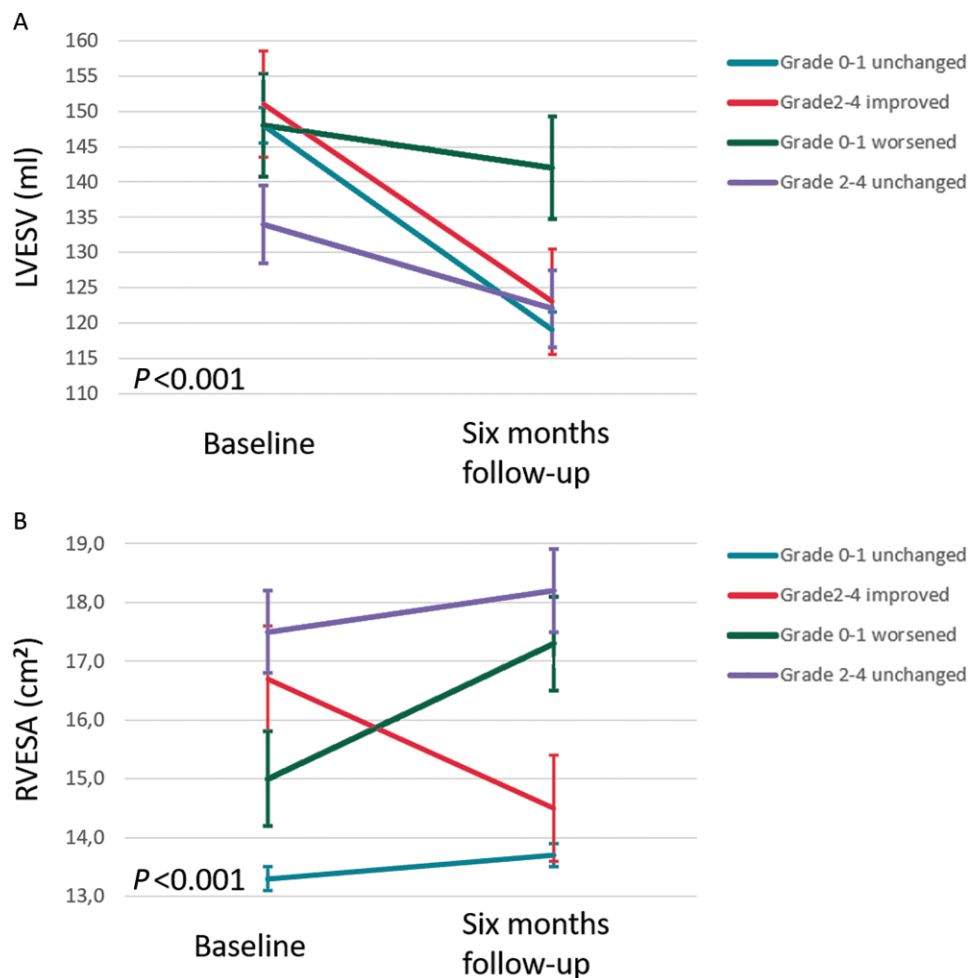 A
160
155
150
145
140
135
130
125
120
115
110
LVESV (ml)
P<0.001
Baseline
Six months
follow-up
Grade 0-1 unchanged
Grade2-4 improved
Grade 0-1 worsened
Grade 2-4 unchanged
B
19,0
18,0
17,0
16,0
15,0
14,0
13,0
RVESA (cm²)
P<0.001
Baseline
Six months
follow-up
Grade 0-1 unchanged
Grade2-4 improved
Grade 0-1 worsened
Grade 2-4 unchanged